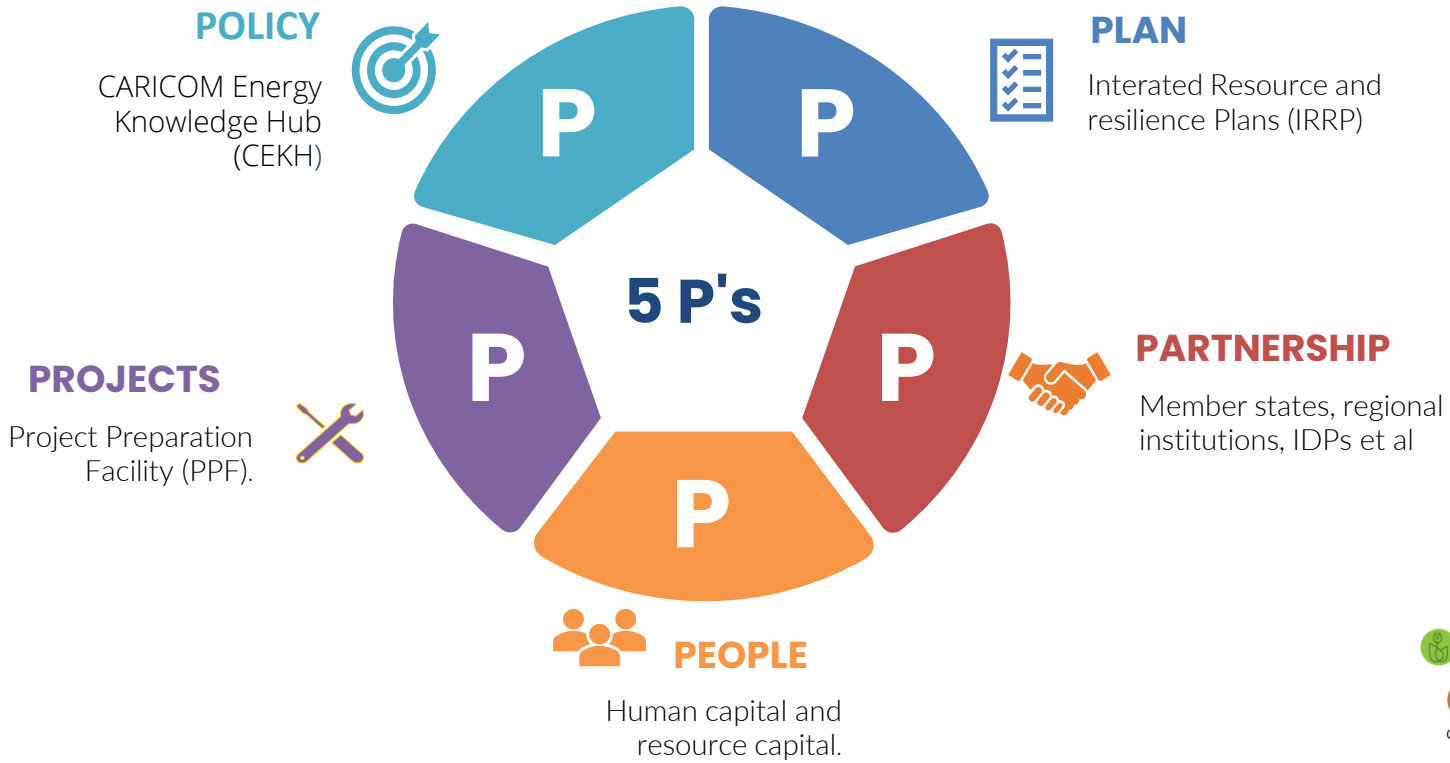 POLICY
CARICOM Energy
Knowledge Hub
(CEKH)
P
P
PLAN
Interated Resource and
resilience Plans (IRRP)
5 P's
P
P
PROJECTS
Project Preparation
Facility (PPF).
PARTNERSHIP
Member states, regional
institutions, IDPs et al
P
PEOPLE
Human capital and
resource capital.